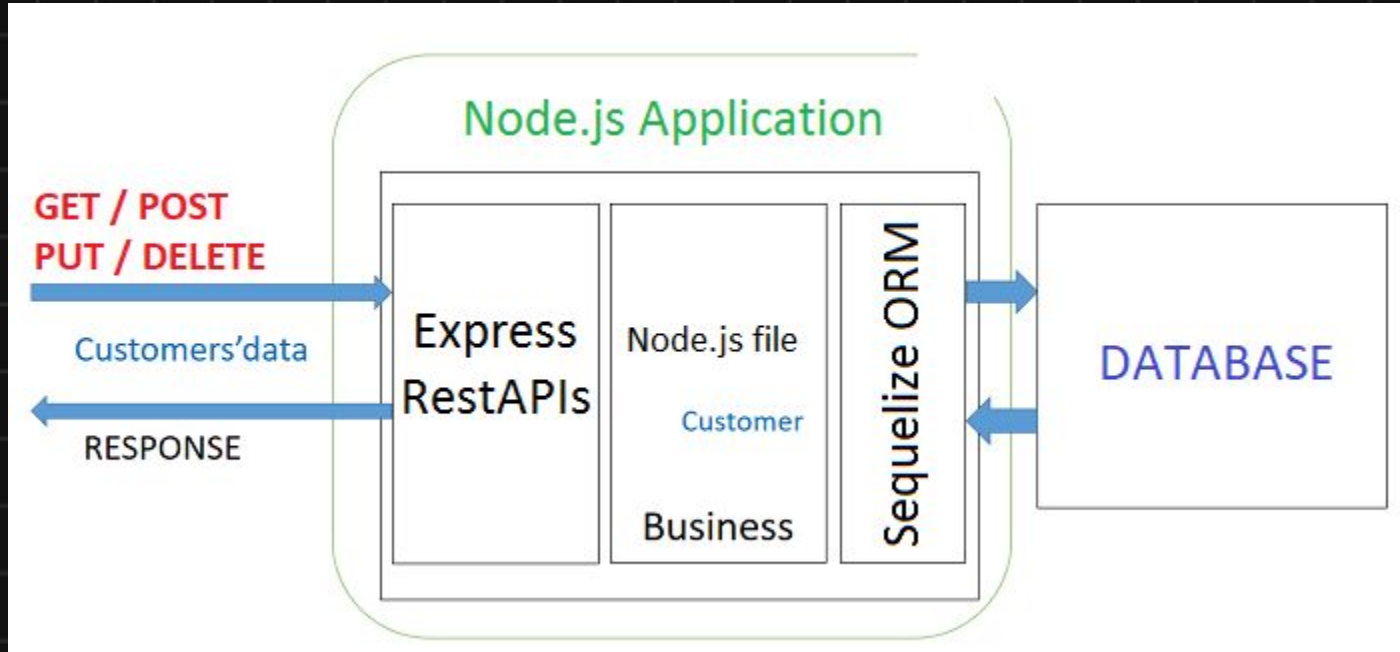 Node.js Application
GET / POST
PUT / DELETE
Customers'data
RESPONSE
Express
RestAPIs
Node.js file
Customer
Business
Sequelize ORM
DATABASE